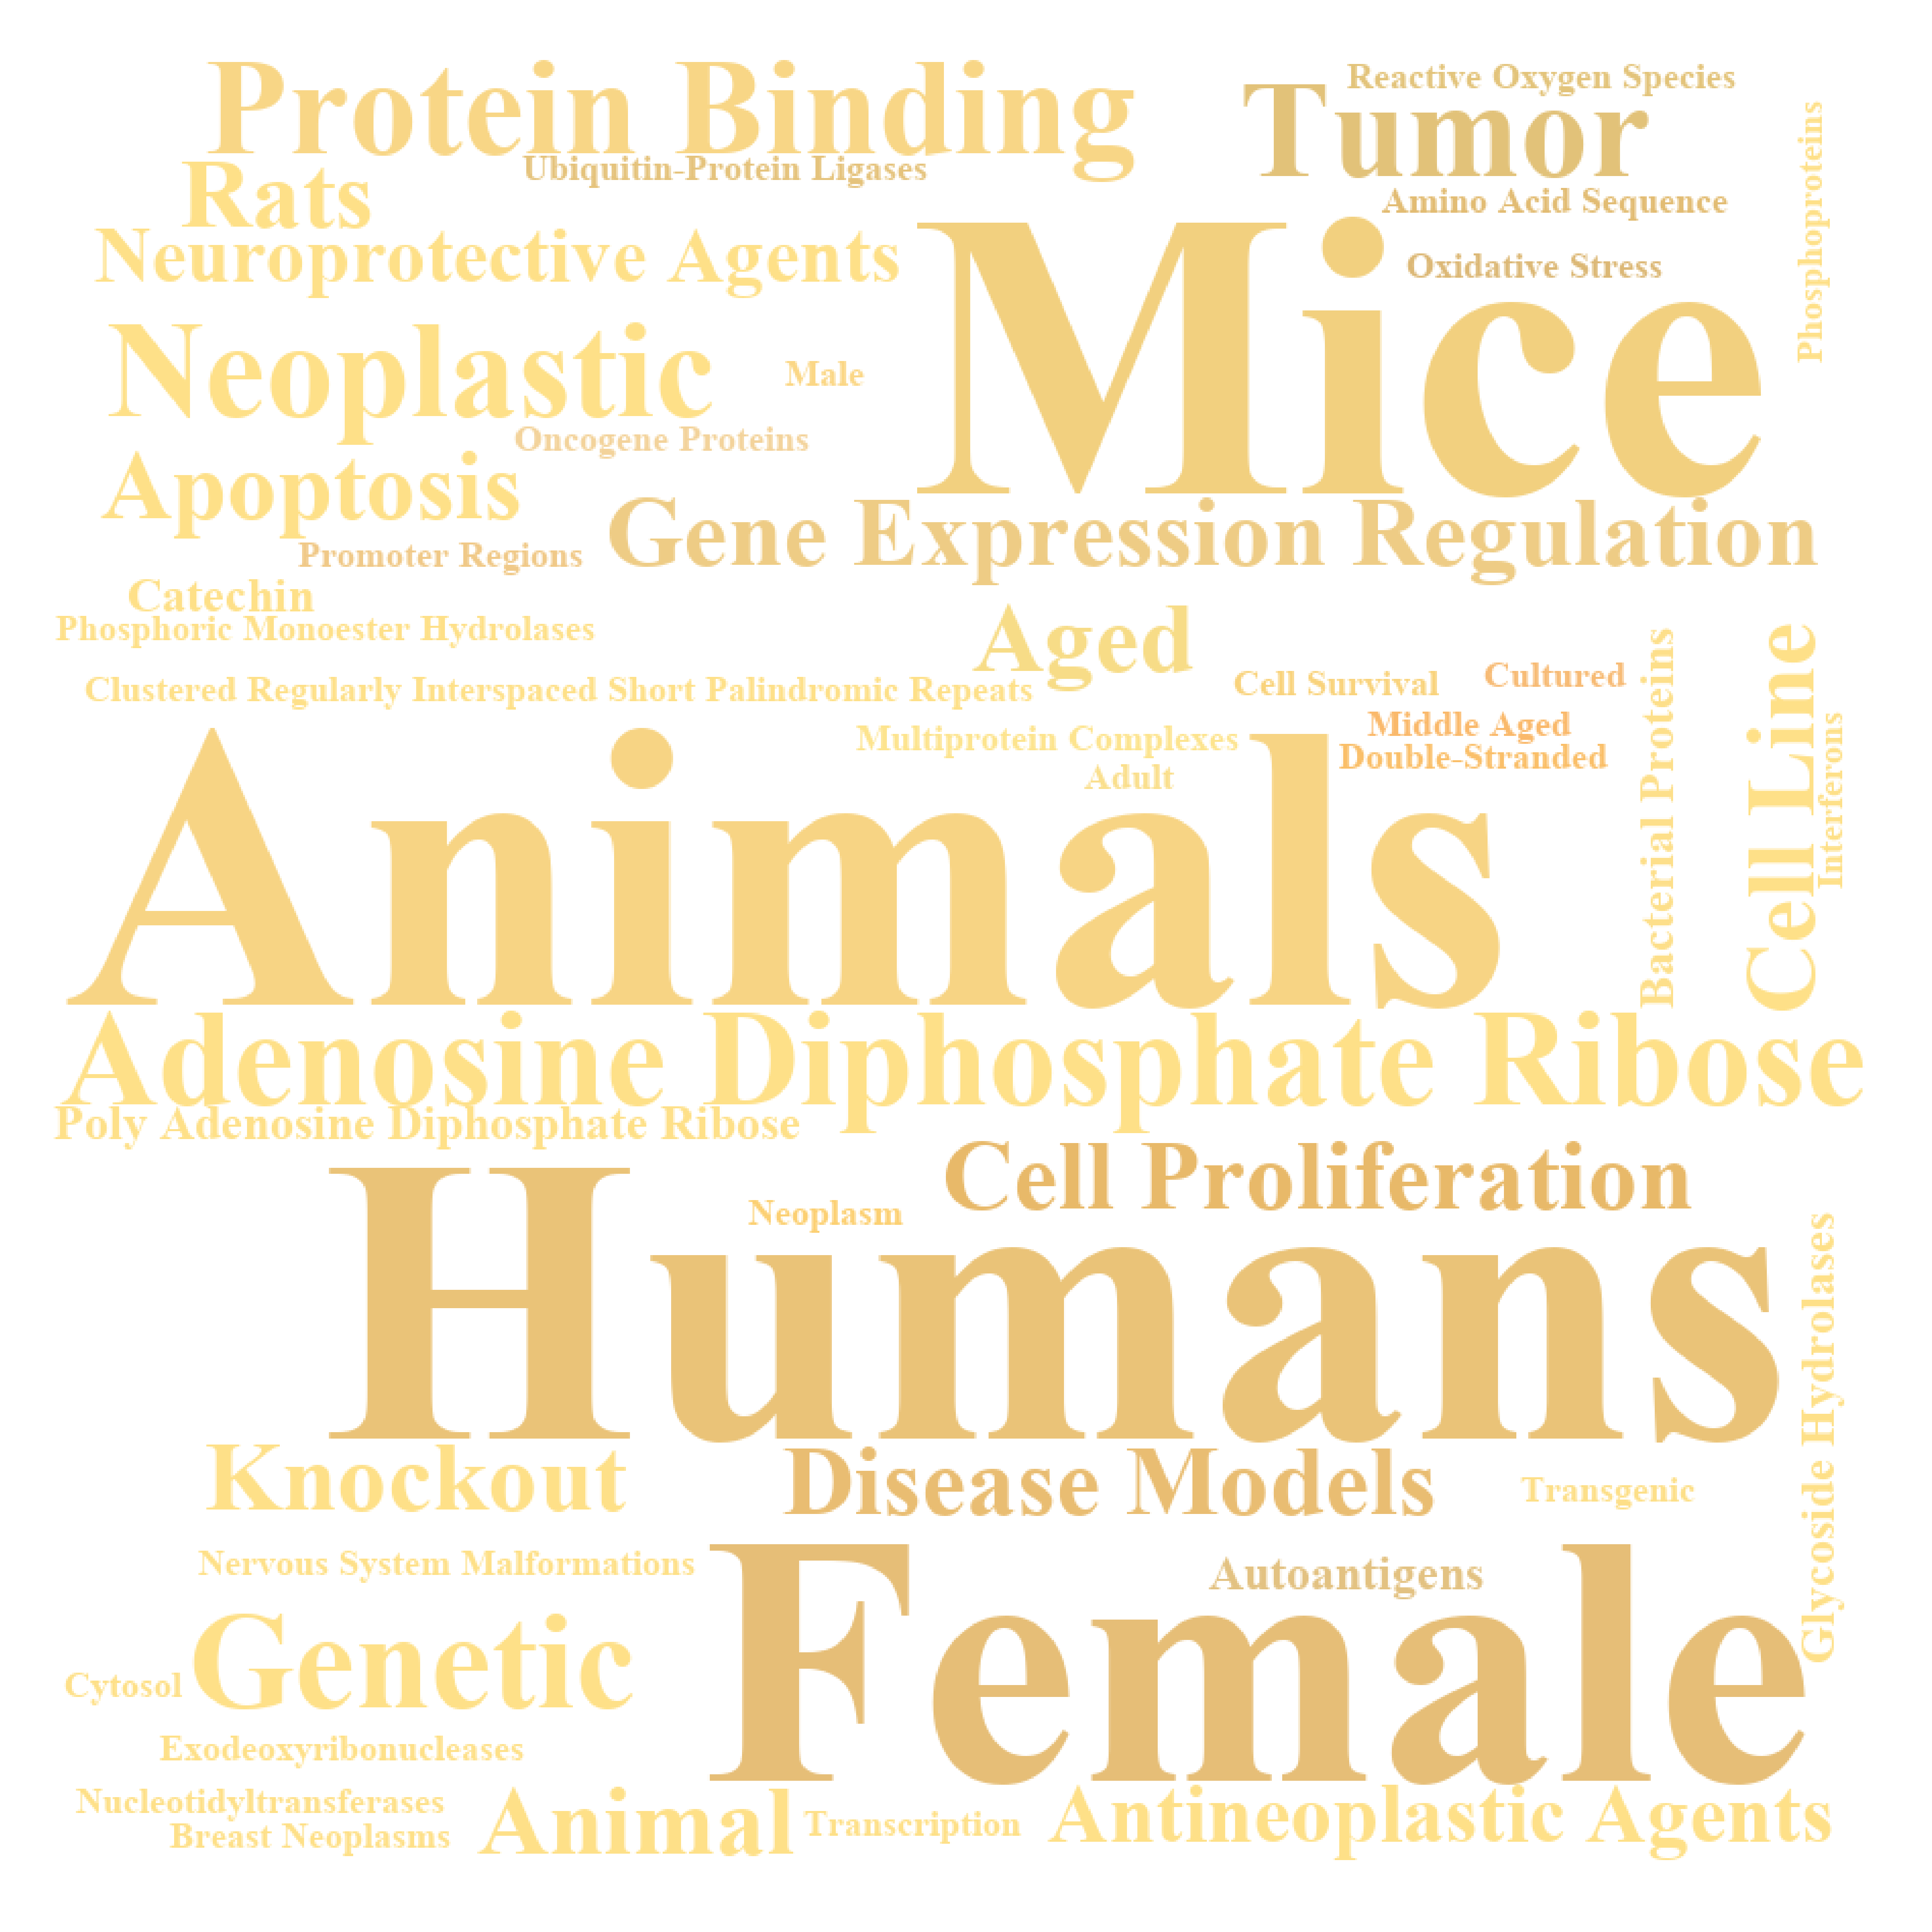 Protein Binding
Reactive Oxygen Species
Tumor
Phosphoproteins
Ubiquitin-Protein Ligases
Rats
Amino Acid Sequence
Neuroprotective Agents
Mice
Oxidative Stress
Neoplastic
Male
Oncogene Proteins
Apoptosis
Gene Expression Regulation
Promoter Regions
Catechin
Phosphoric Monoester Hydrolases
Aged
Clustered Regularly Interspaced Short Palindromic Repeats
Cell Survival
Cultured
Middle Aged
Multiprotein Complexes
Double-Stranded
Adult
Bacterial Proteins
Cell Line
Interferons
Animals
Adenosine Diphosphate Ribose
Poly Adenosine Diphosphate Ribose
Cell Proliferation
Neoplasm
Humans
Glycoside Hydrolases
Knockout
Disease Models
Transgenic
Nervous System Malformations
Autoantigens
Female
Genetic
Cytosol
Exodeoxyribonucleases
Nucleotidyltransferases
Breast Neoplasms
Animal
Transcription
Antineoplastic Agents